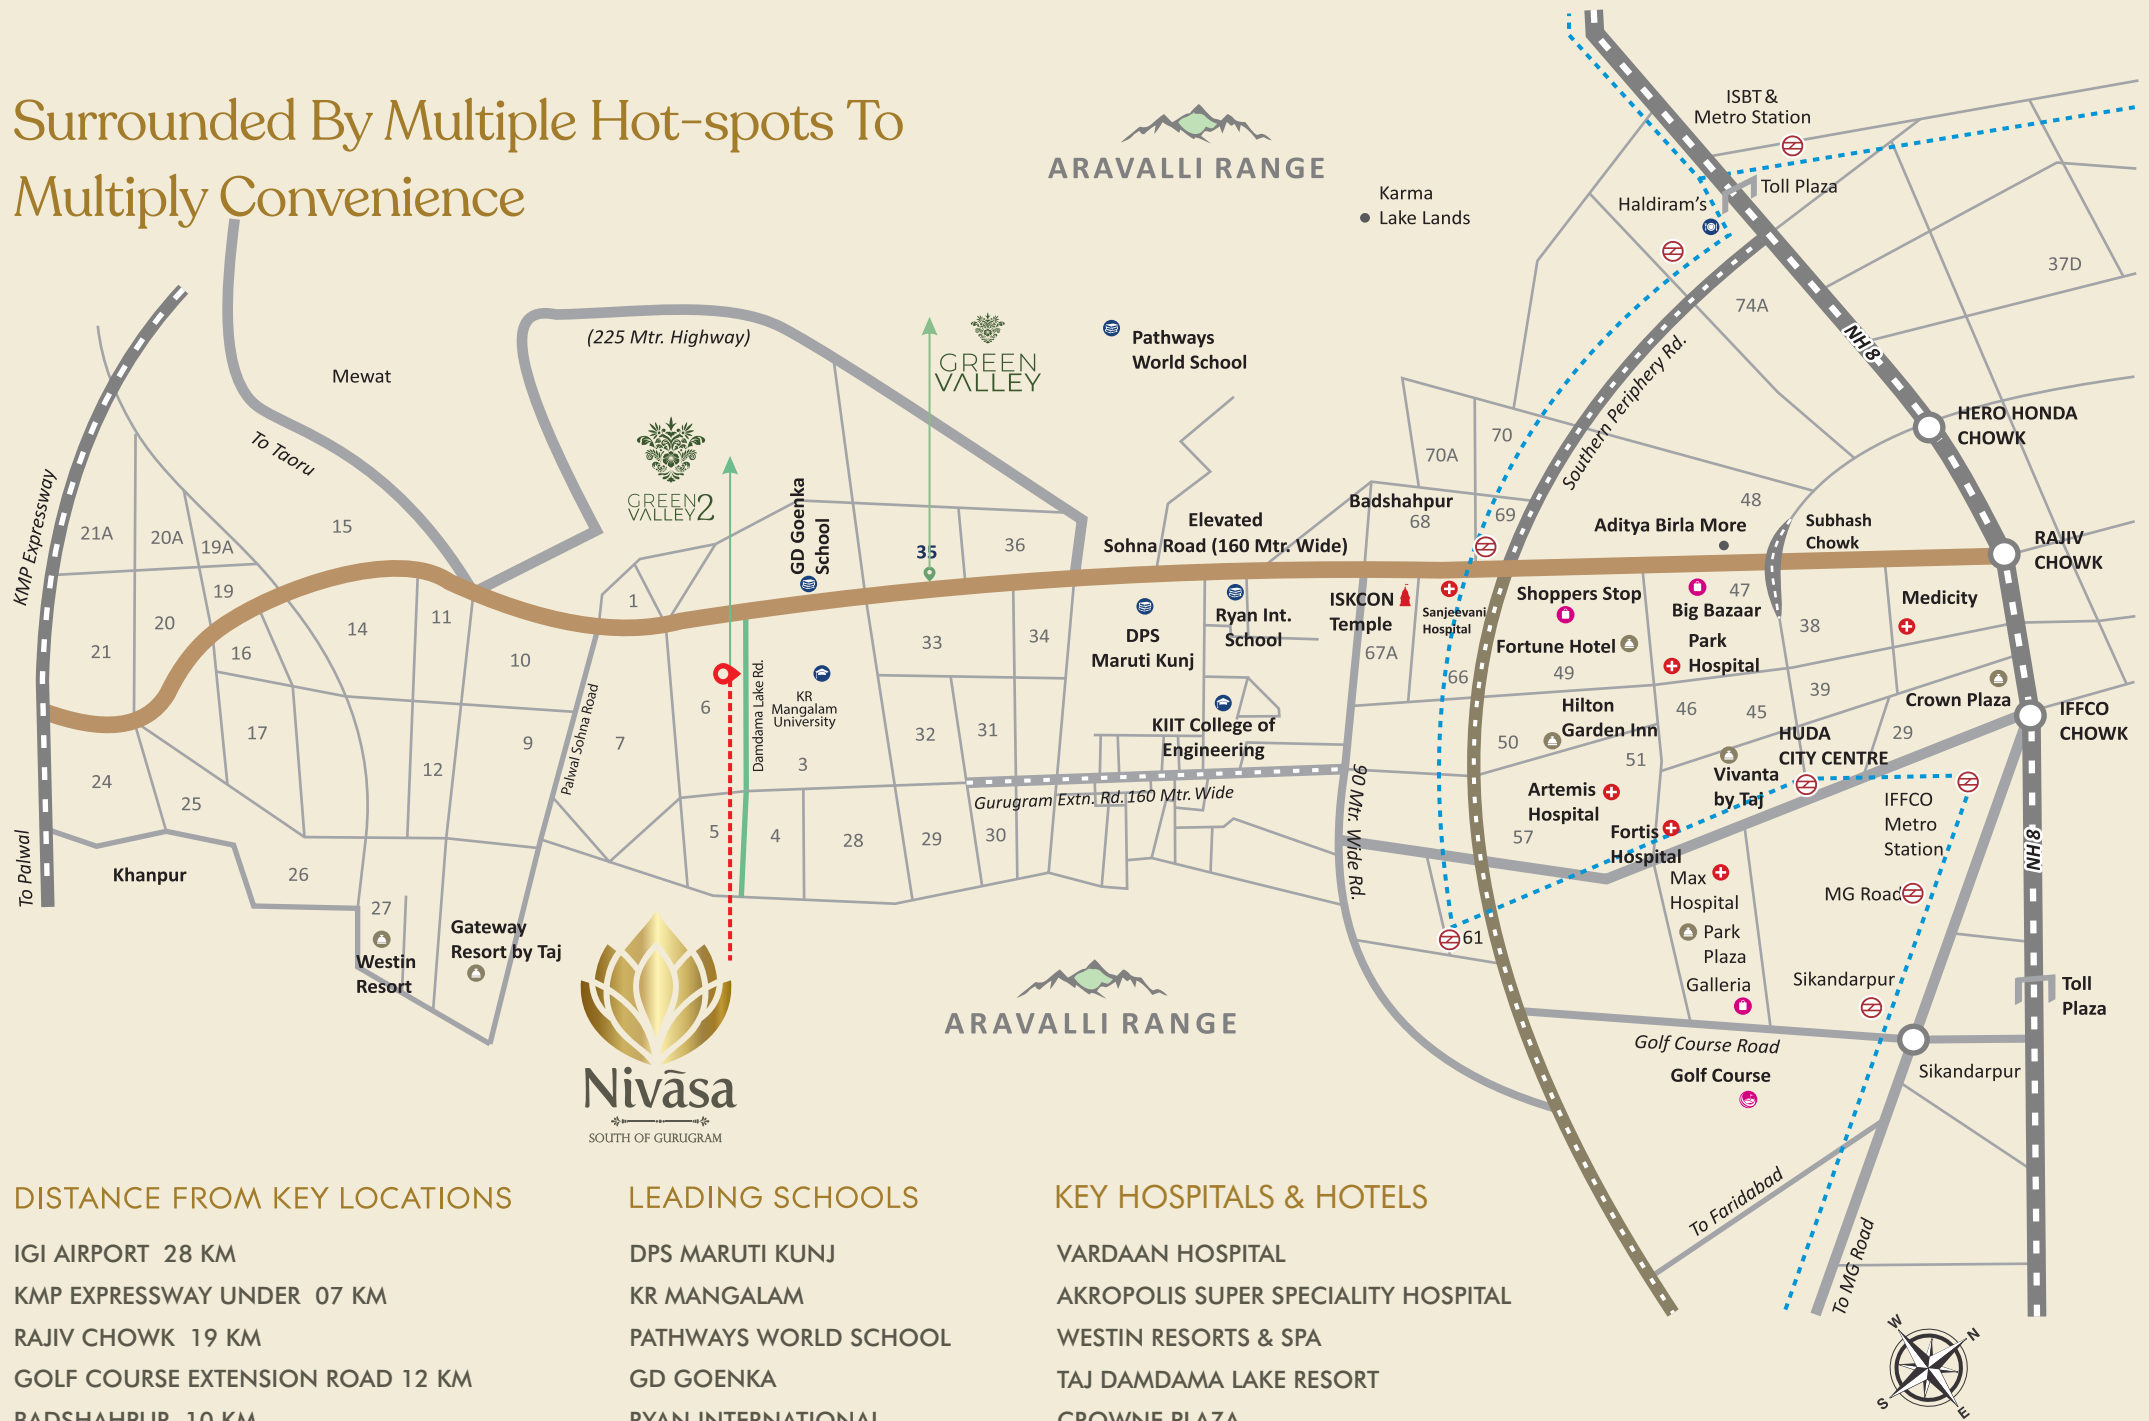 Surrounded By Multiple Hot-spots To
Multiply Convenience
ARAVALLI RANGE
Karma
Lake Lands
ISBT &
Metro Station
Toll Plaza
Haldiram's
37D
74A
NH 8
Southern Periphery Rd.
HERO HONDA
CHOWK
RAJIV
CHOWK
IFFCO
CHOWK
(225 Mtr. Highway)
Mewat
To Taoru
KMP Expressway
To Palwal
GREEN
VALLEY
GREEN
VALLEY 2
Pathways
World School
GD Goenka
School
35
36
Elevated
Sohna Road (160 Mtr. Wide)
Badshahpur
68
69
70
70A
48
Aditya Birla More
Subhash
Chowk
21A
20A
19A
15
19
20
21
16
14
11
1
10
17
12
9
7
6
24
25
26
27
Khanpur
Westin
Resort
Gateway
Resort by Taj
Palwal Sohna Road
Damdama Lake Rd.
KR
Mangalam
University
3
5
4
28
29
30
31
32
33
34
DPS
Maruti Kunj
Ryan Int.
School
KIIT College of
Engineering
Gurugram Extn. Rd. 160 Mtr. Wide
90 Mtr. Wide Rd.
ISKCON
Temple
67A
Sanjeevani
Hospital
66
Shoppers Stop
Fortune Hotel
49
Big Bazaar
47
Park
Hospital
38
Medicity
39
Crown Plaza
Hilton
Garden Inn
46
45
50
51
29
HUDA
CITY CENTRE
Vivanta
by Taj
Artemis
Hospital
57
Fortis
Hospital
Max
Hospital
Park
Plaza
Galleria
IFFCO
Metro
Station
MG Road
Sikandarpur
61
NH 8
Toll
Plaza
Golf Course Road
Golf Course
Sikandarpur
To Faridabad
To MG Road
ARAVALLI RANGE
Nivāsa
SOUTH OF GURUGRAM
W
N
S
E
DISTANCE FROM KEY LOCATIONS
IGI AIRPORT 28 KM
KMP EXPRESSWAY UNDER 07 KM
RAJIV CHOWK 19 KM
GOLF COURSE EXTENSION ROAD 12 KM
BADSHAHPUR 10 KM
LEADING SCHOOLS
DPS MARUTI KUNJ
KR MANGALAM
PATHWAYS WORLD SCHOOL
GD GOENKA
RYAN INTERNATIONAL
KEY HOSPITALS & HOTELS
VARDAAN HOSPITAL
AKROPOLIS SUPER SPECIALITY HOSPITAL
WESTIN RESORTS & SPA
TAJ DAMDAMA LAKE RESORT
CROWNE PLAZA